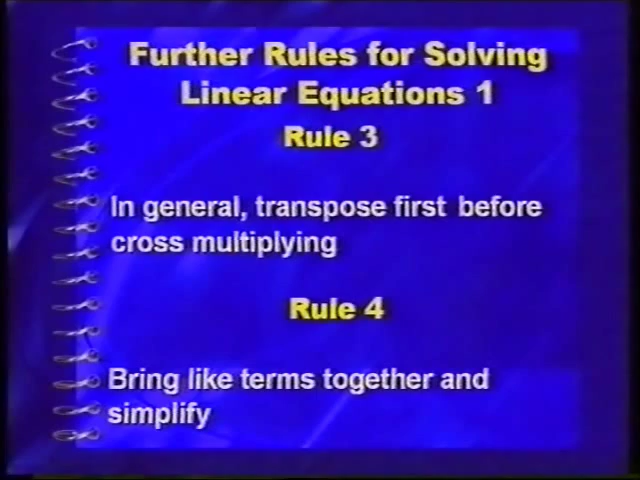 Further Rules for Solving
Linear Equations 1
Rule 3
In general, transpose first before
cross multiplying
Rule 4
Bring like terms together and
simplify